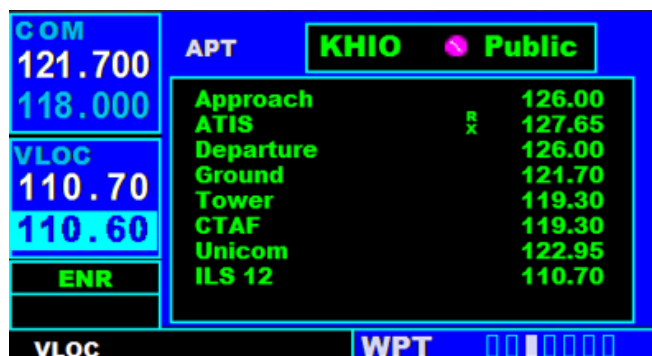 COM
121.700
118.000
VLOC
110.70
110.60
ENR
VLOC
APT KHIO Public
Approach 126.00
ATIS RX 127.65
Departure 126.00
Ground 121.70
Tower 119.30
CTAF 119.30
Unicom 122.95
ILS 12 110.70
WPT